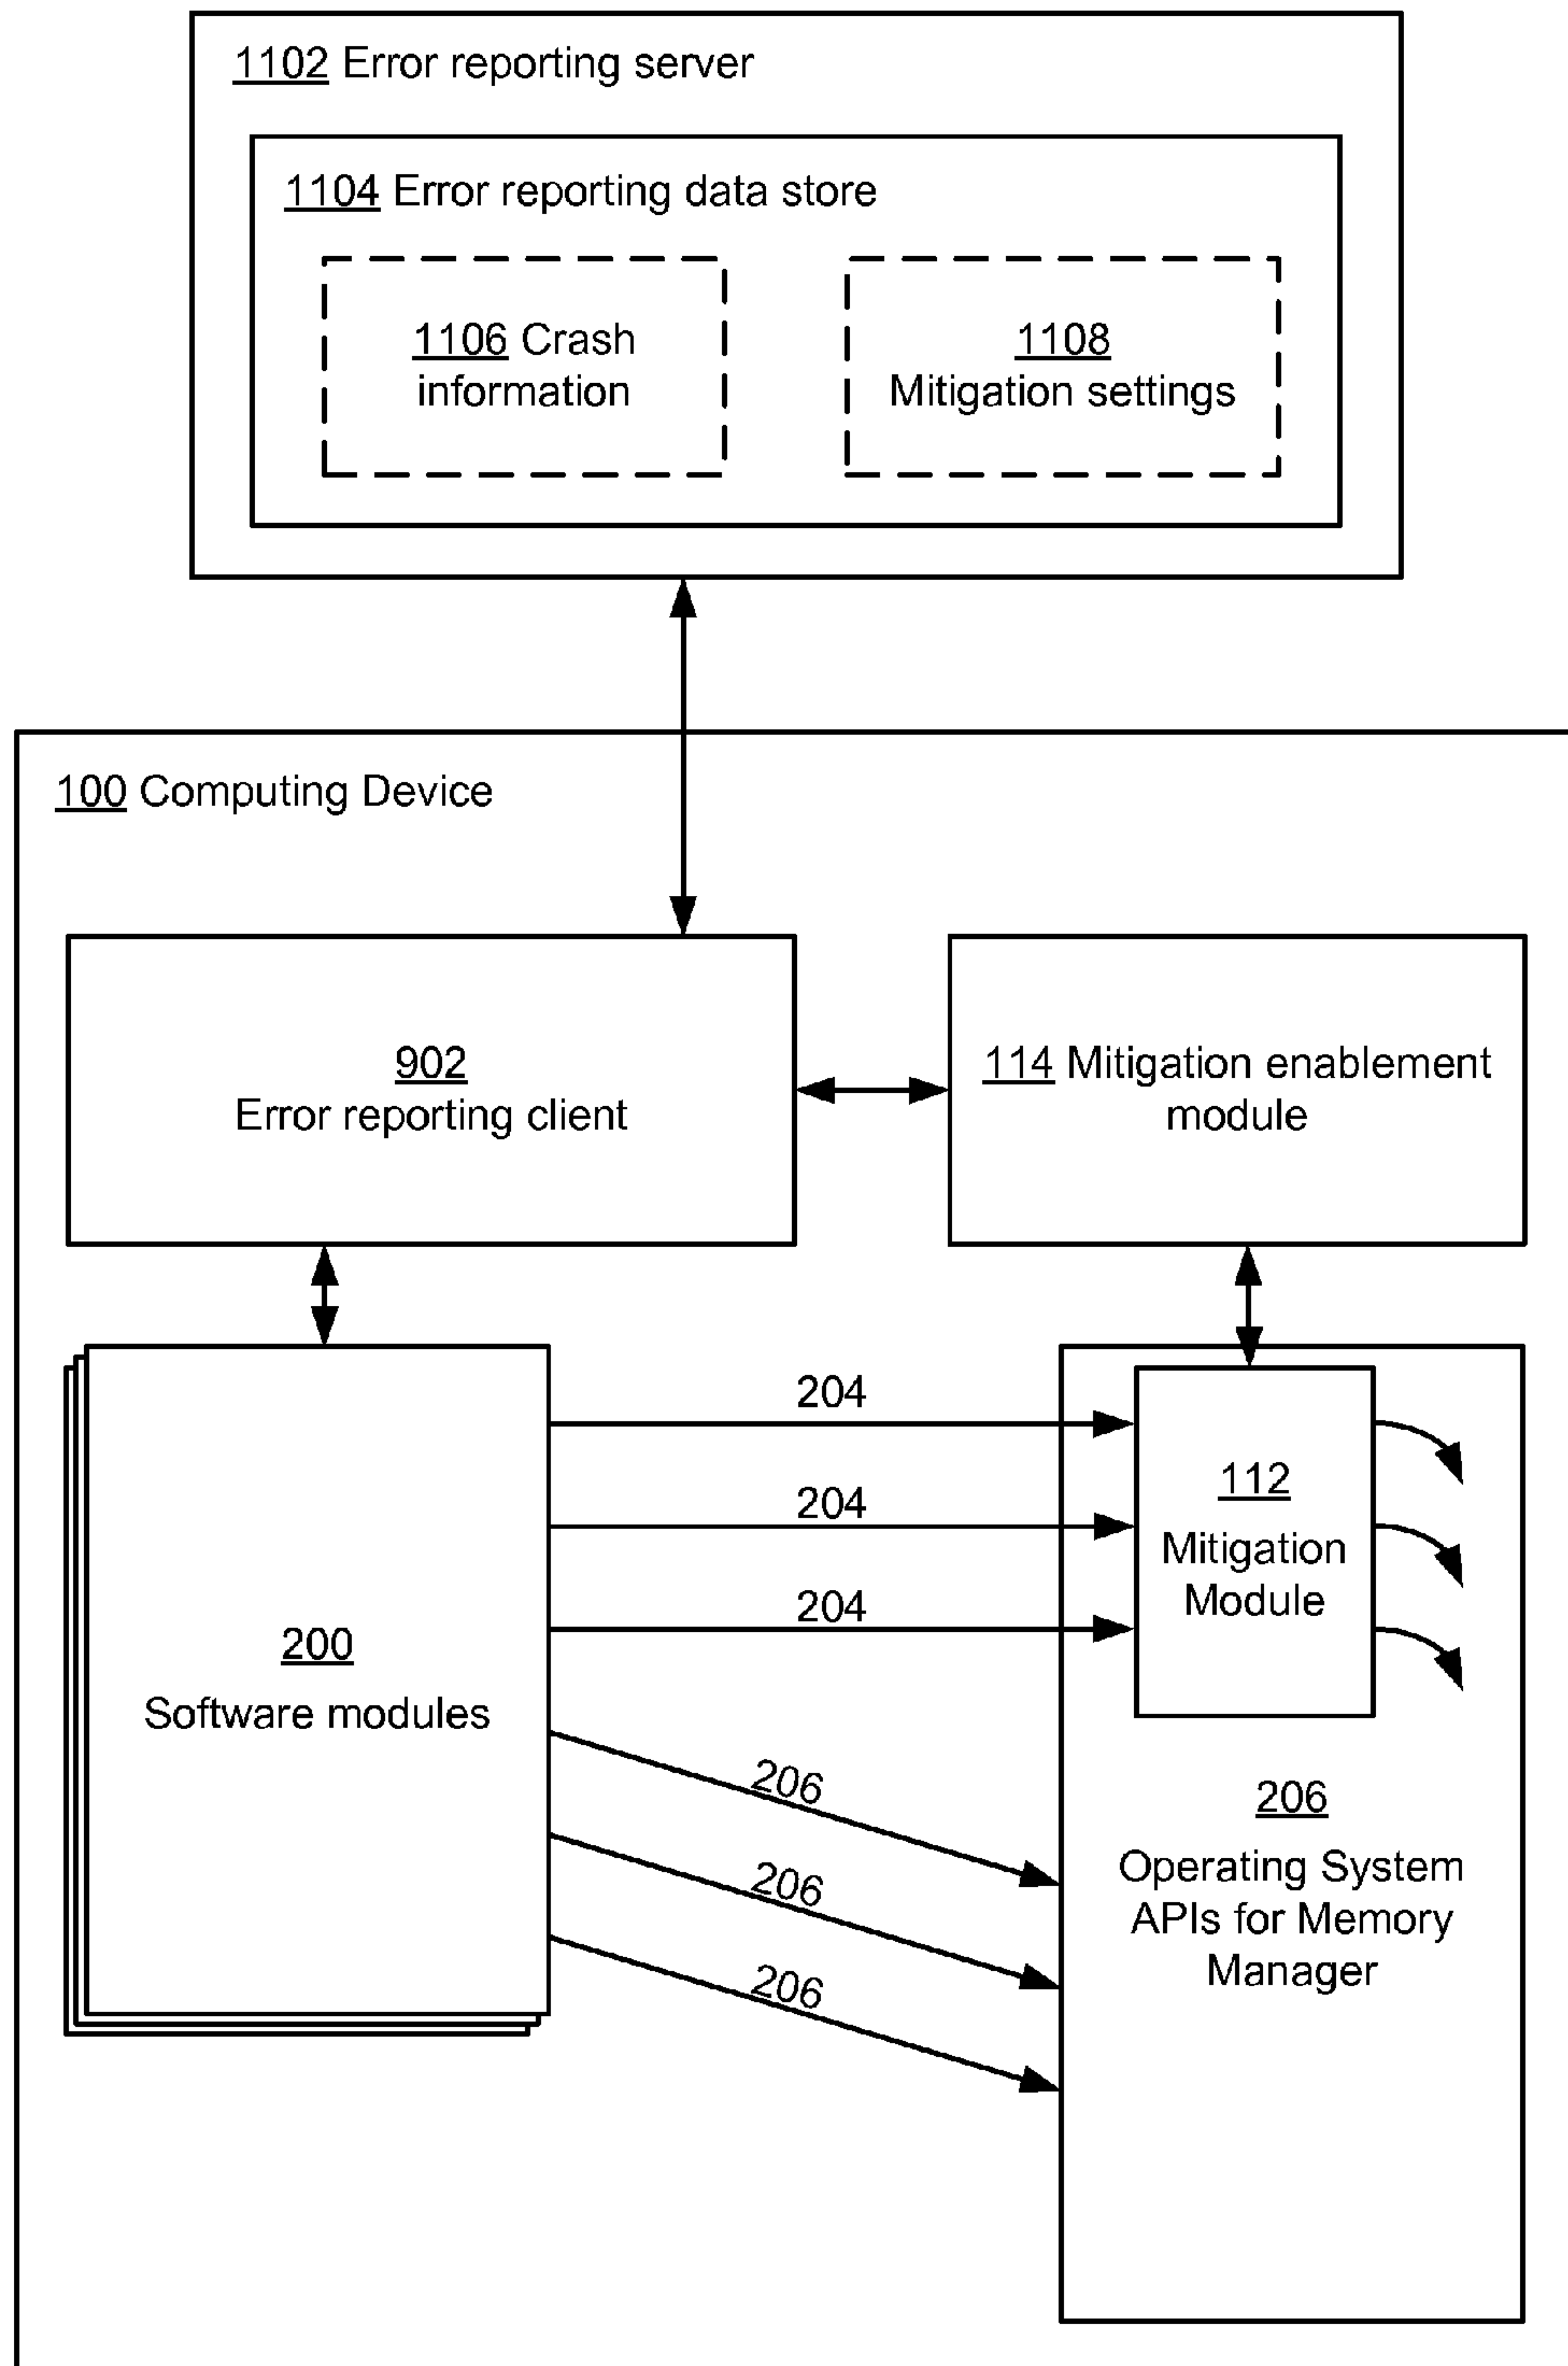 1102 Error reporting server
1104 Error reporting data store
1106 Crash
information
1108
Mitigation settings
100 Computing Device
902
Error reporting client
114 Mitigation enablement
module
204
204
204
112
Mitigation
Module
200
Software modules
206
206
206
206
Operating System
APIs for Memory
Manager